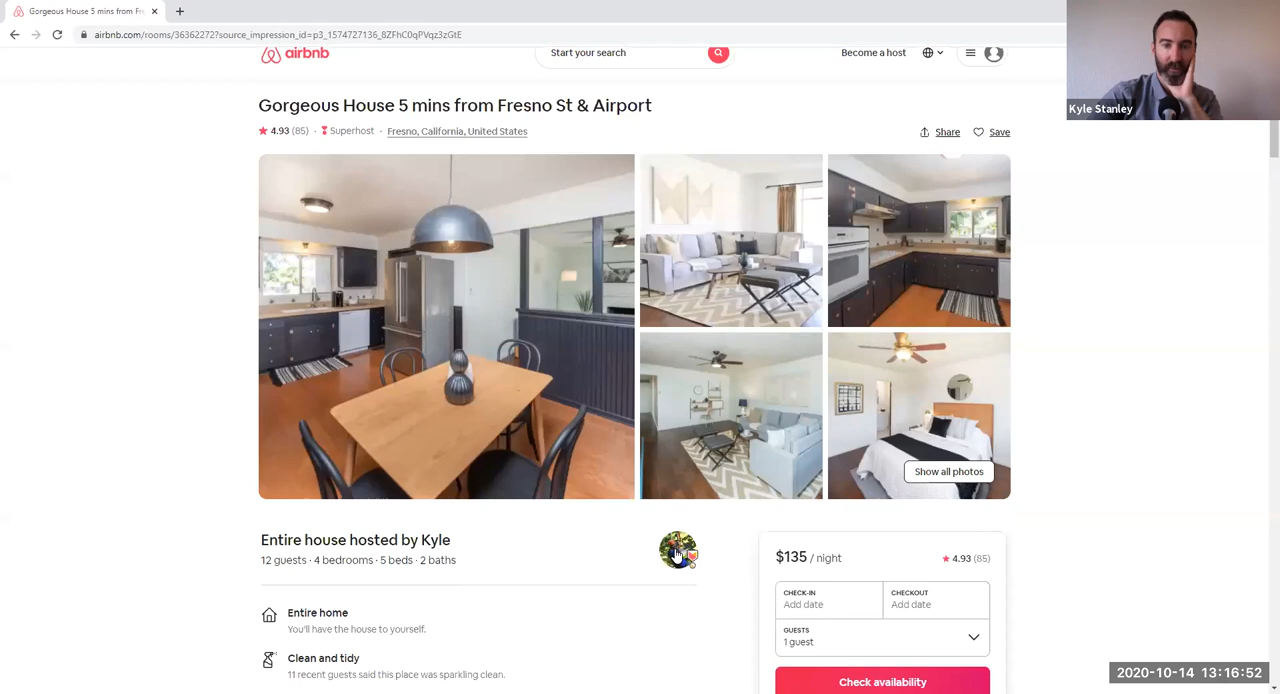 Gorgeous House 5 mins from Fr
airbnb.com/rooms/36362272?source_impression_id=p3_1574727136_8ZFhC0qPVqz3zGtE
airbnb
Start your search
Become a host
Kyle Stanley
Gorgeous House 5 mins from Fresno St & Airport
4.93 (85) · Superhost · Fresno, California, United States
Share
Save
Show all photos
Entire house hosted by Kyle
12 guests · 4 bedrooms · 5 beds · 2 baths
Entire home
You'll have the house to yourself.
Clean and tidy
11 recent guests said this place was sparkling clean.
$135 / night
4.93 (85)
CHECK-IN
Add date
CHECKOUT
Add date
GUESTS
1 guest
Check availability
2020-10-14 13:16:52